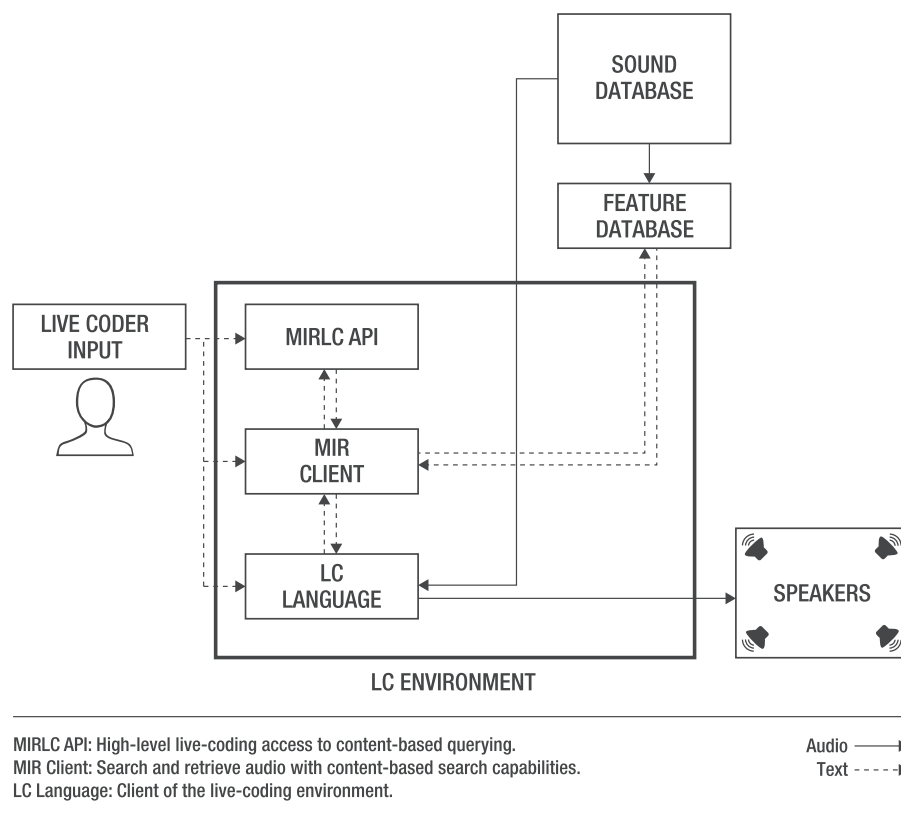 SOUND
DATABASE
FEATURE
DATABASE
LIVE CODER
INPUT
MIRLC API
MIR
CLIENT
LC
LANGUAGE
SPEAKERS
LC ENVIRONMENT
MIRLC API: High-level live-coding access to content-based querying.
MIR Client: Search and retrieve audio with content-based search capabilities.
LC Language: Client of the live-coding environment.
Audio
Text